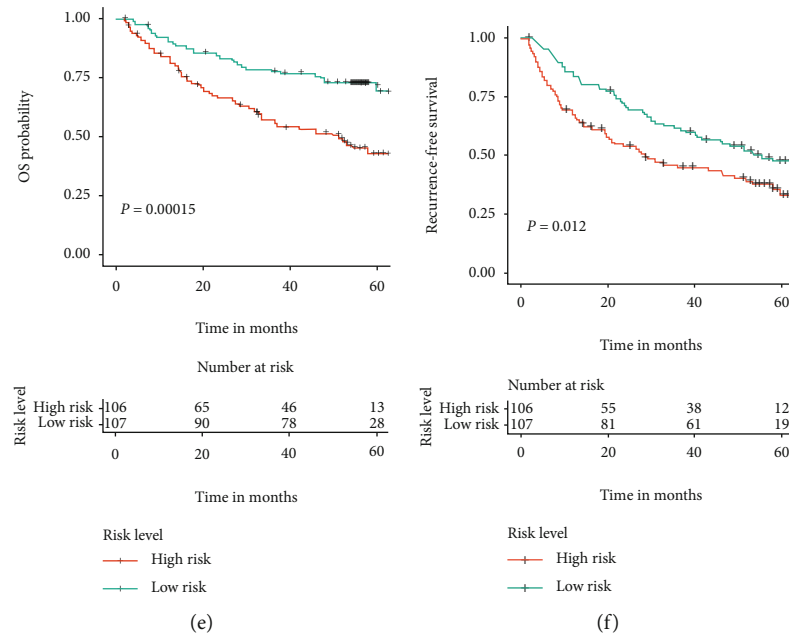 1.00
0.75
0.50
0.25
0.00
OS probability
P = 0.00015
0 20 40 60
Time in months
Number at risk
Risk level
High risk 106 65 46 13
Low risk 107 90 78 28
0 20 40 60
Time in months
Risk level
High risk
Low risk
(e)
1.00
0.75
0.50
0.25
0.00
Recurrence-free survival
P = 0.012
0 20 40 60
Time in months
Number at risk
Risk level
High risk 106 55 38 12
Low risk 107 81 61 19
0 20 40 60
Time in months
Risk level
High risk
Low risk
(f)